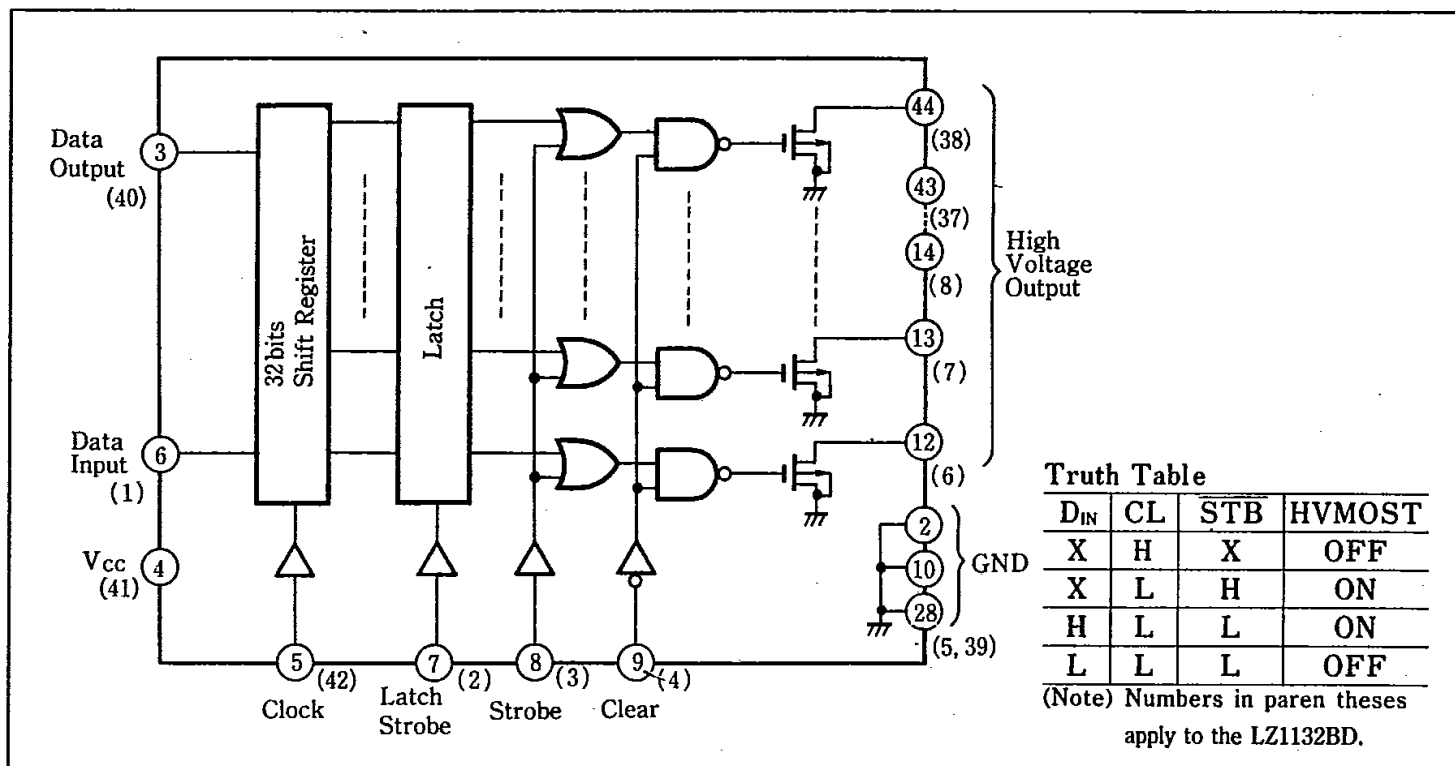 Data
Output
3
(40)
32bits
Shift Register
Latch
Data
Input
6
(1)
Vcc
4
(41)
5
(42)
Clock
7
(2)
Latch
Strobe
8
(3)
Strobe
9
(4)
Clear
44
(38)
43
(37)
14
(8)
13
(7)
12
(6)
High
Voltage
Output
2
10
28
GND
(5, 39)
Truth Table
DIN CL STB HVMOST
X H X OFF
X L H ON
H L L ON
L L L OFF
(Note) Numbers in paren theses
apply to the LZ1132BD.